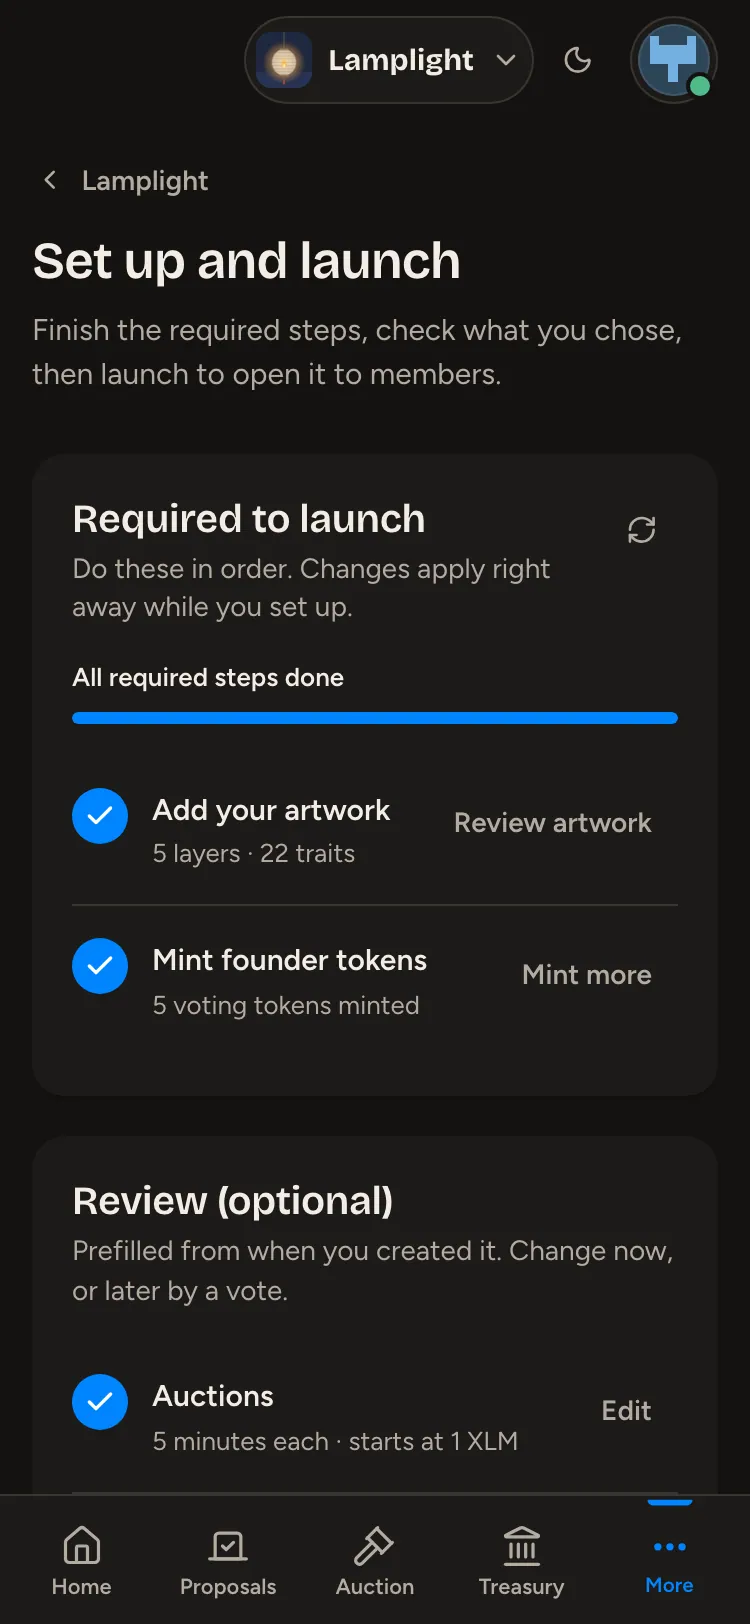 Lamplight
Lamplight
Set up and launch
Finish the required steps, check what you chose,
then launch to open it to members.
Required to launch
Do these in order. Changes apply right
away while you set up.
All required steps done
Add your artwork
Review artwork
5 layers · 22 traits
Mint founder tokens
Mint more
5 voting tokens minted
Review (optional)
Prefilled from when you created it. Change now,
or later by a vote.
Auctions
Edit
5 minutes each · starts at 1 XLM
Home
Proposals
Auction
Treasury
More